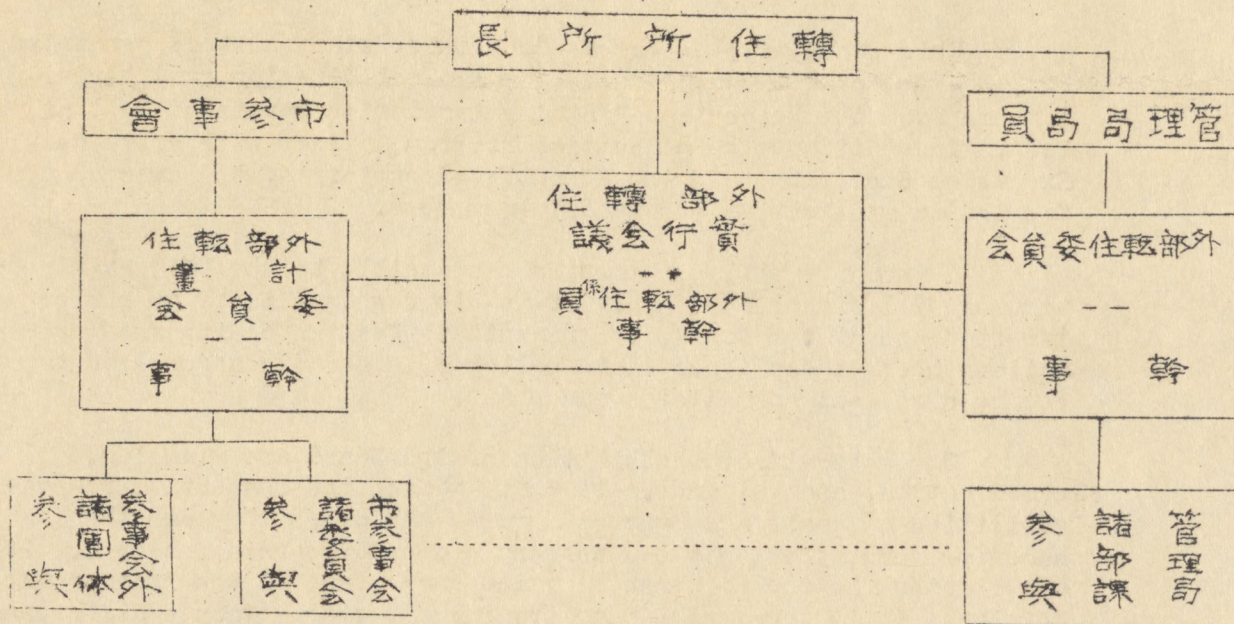 轉住所所長
管理局局員
市参事會
外部轉住
實行会議
--
外部転住係員
幹事
外部転住委員会
--
幹事
外部転住
計畫
委員会
--
幹事
管理局
諸部課
参與
市参事会
諸委員会
参與
参事会外
諸團体
参與